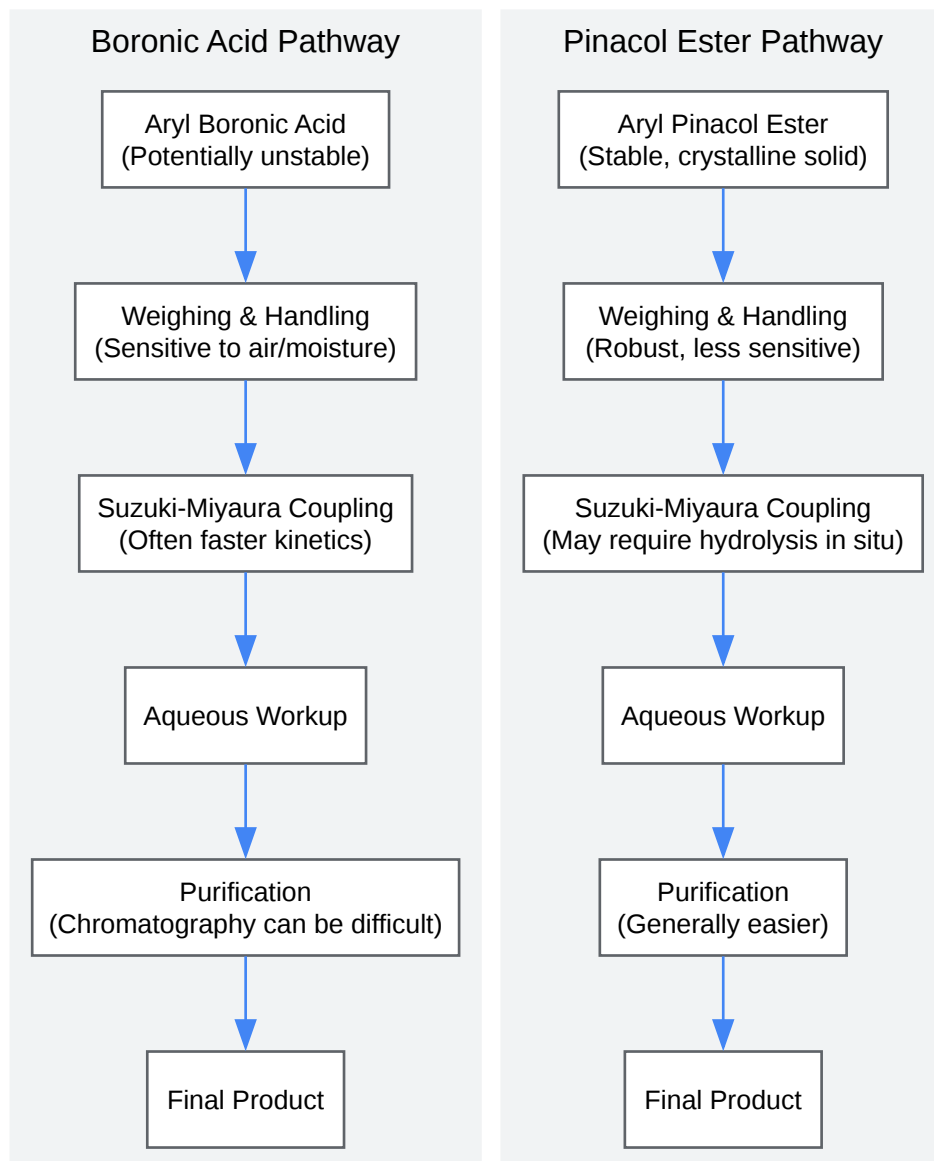 Boronic Acid Pathway
Aryl Boronic Acid
(Potentially unstable)
Weighing & Handling
(Sensitive to air/moisture)
Suzuki-Miyaura Coupling
(Often faster kinetics)
Aqueous Workup
Purification
(Chromatography can be difficult)
Final Product
Pinacol Ester Pathway
Aryl Pinacol Ester
(Stable, crystalline solid)
Weighing & Handling
(Robust, less sensitive)
Suzuki-Miyaura Coupling
(May require hydrolysis in situ)
Aqueous Workup
Purification
(Generally easier)
Final Product